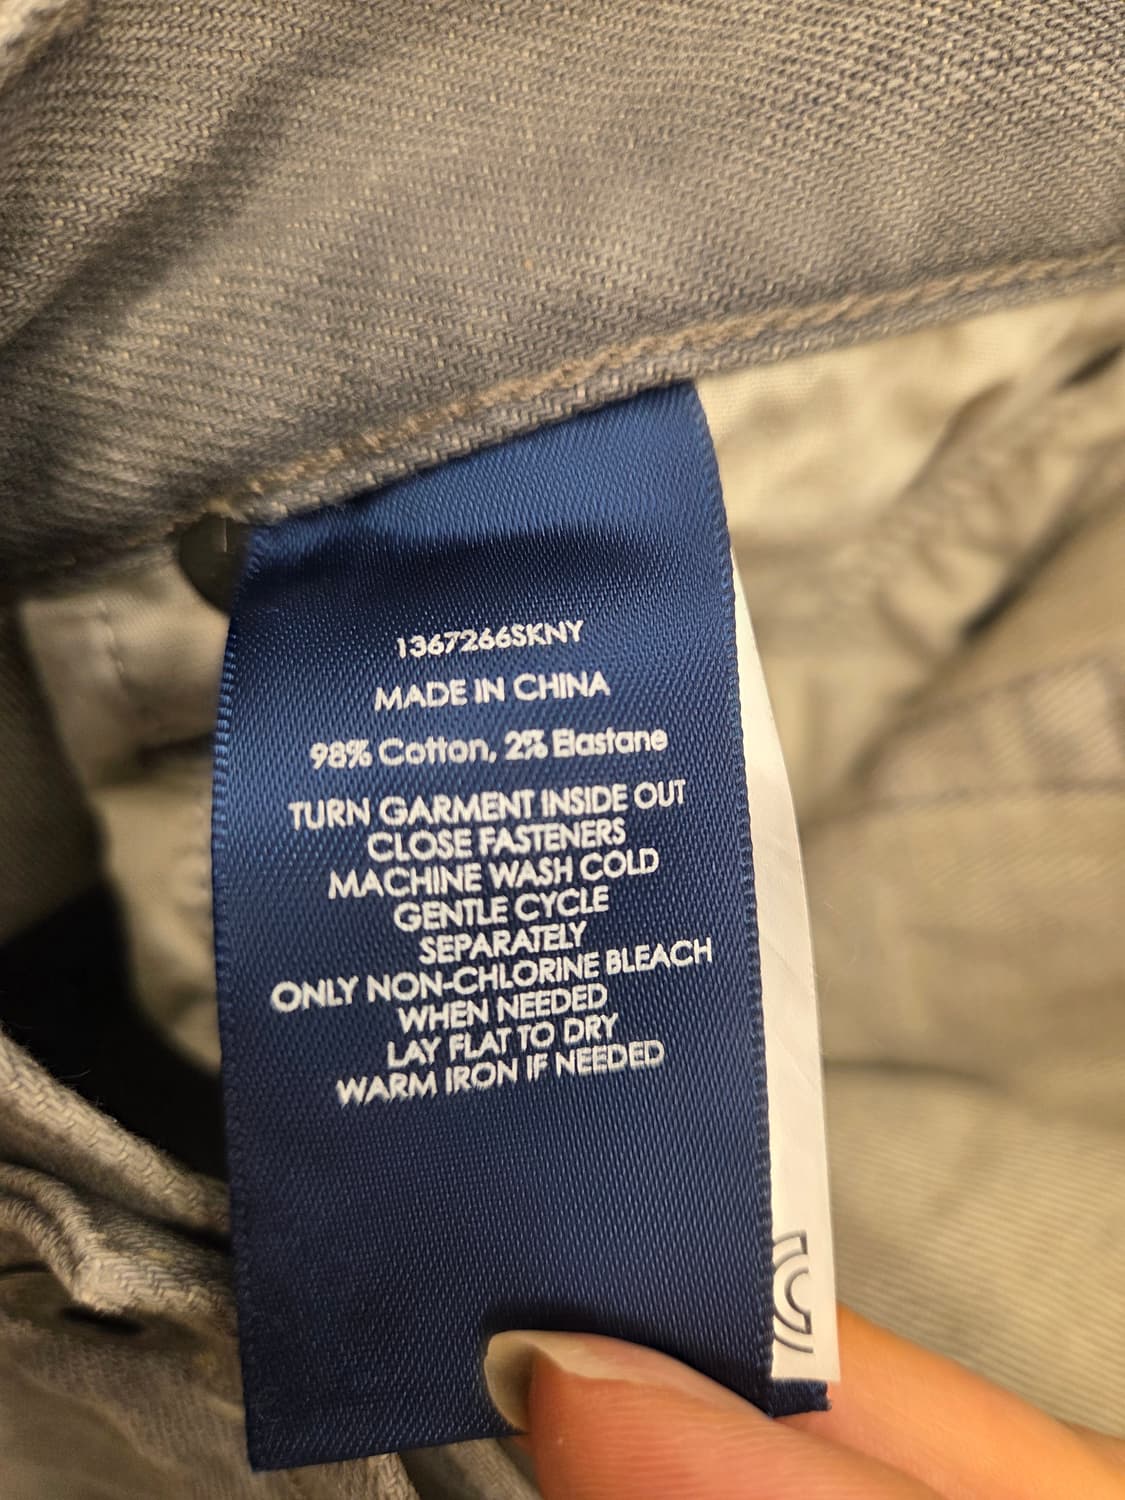 1367266SKNY
MADE IN CHINA
98% Cotton, 2% Elastane
TURN GARMENT INSIDE OUT
CLOSE FASTENERS
MACHINE WASH COLD
GENTLE CYCLE
SEPARATELY
ONLY NON-CHLORINE BLEACH
WHEN NEEDED
LAY FLAT TO DRY
WARM IRON IF NEEDED